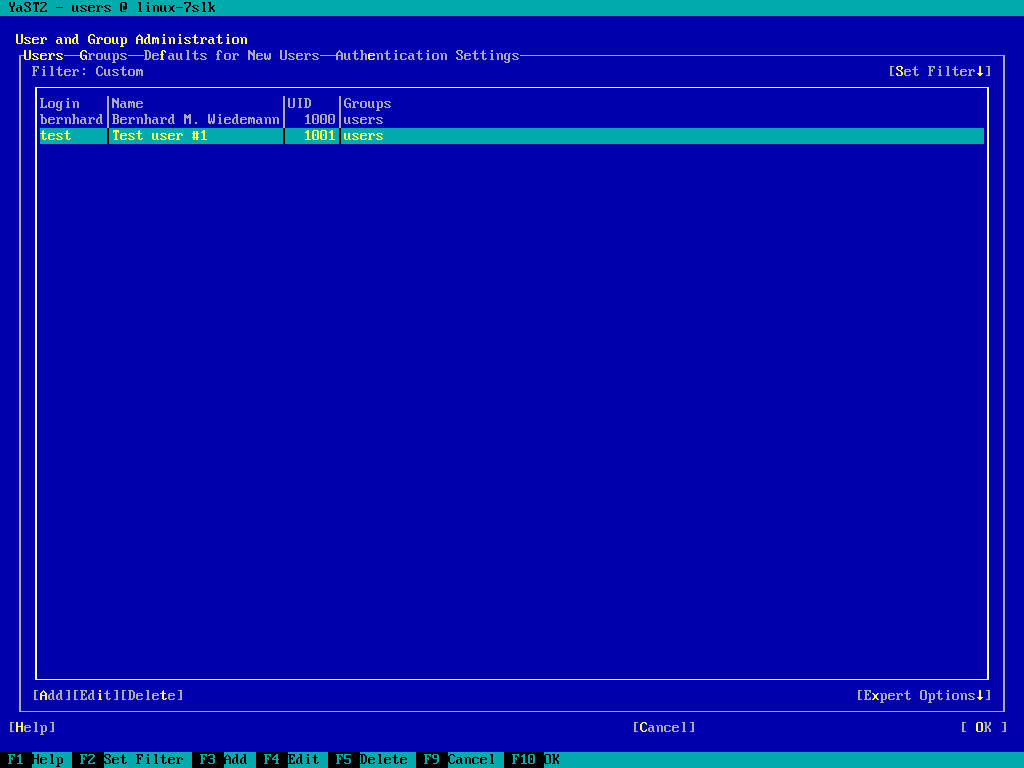 YaST2 - users @ linux-7slk
User and Group Administration
Users Groups Defaults for New Users Authentication Settings
Filter: Custom [Set Filter↓]
Login Name UID Groups
bernhard Bernhard M. Wiedemann 1000 users
test Test user #1 1001 users
[Add][Edit][Delete] [Expert Options↓]
[Help] [Cancel] [ OK ]
F1 Help F2 Set Filter F3 Add F4 Edit F5 Delete F9 Cancel F10 OK